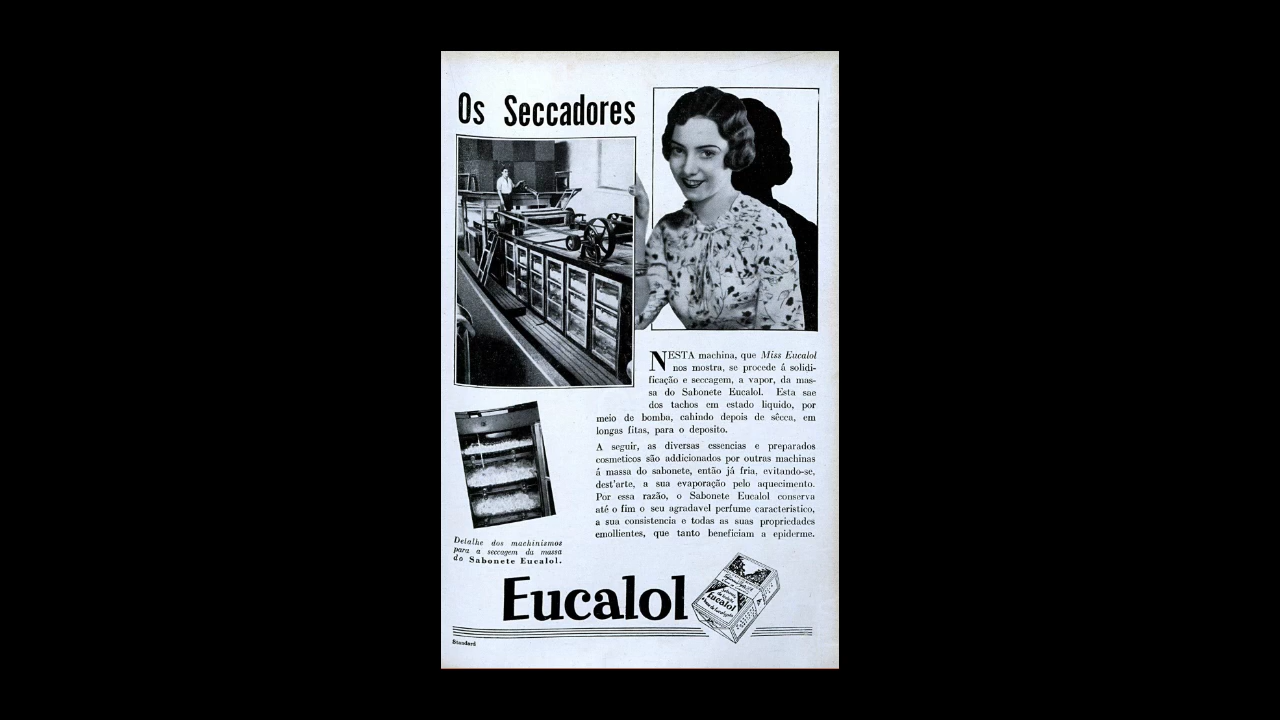 Os Seccadores
NESTA machina, que Miss Eucalol
nos mostra, se procede á solidi-
ficação e seccagem, a vapor, da mas-
sa do Sabonete Eucalol. Esta sae
dos tachos em estado liquido, por
meio de bomba, cahindo depois de sêcca, em
longas fitas, para o deposito.
A seguir, as diversas essencias e preparados
cosmeticos são addicionados por outras machinas
á massa do sabonete, então já fria, evitando-se,
dest'arte, a sua evaporação pelo aquecimento.
Por essa razão, o Sabonete Eucalol conserva
até o fim o seu agradavel perfume caracteristico,
a sua consistencia e todas as suas propriedades
emollientes, que tanto beneficiam a epiderme.
Detalhe dos machinismos
para a seccagem da massa
do Sabonete Eucalol.
Eucalol
Eucalol
Standard